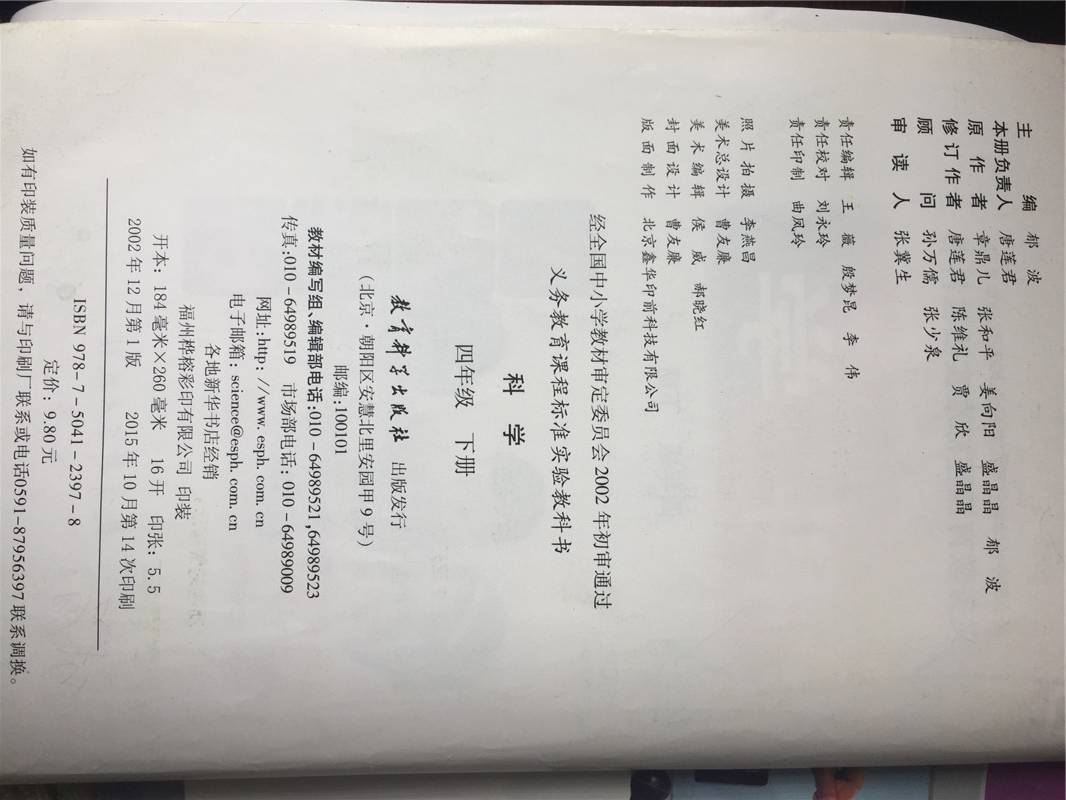 主 编 郁 波
本册负责人 唐莲君
原 作 者 章鼎儿 张和平 姜向阳 盛晶晶 郁 波
修订作者 唐莲君 陈维礼 贾 欣 盛晶晶
顾 问 孙万儒 张少泉
审 读 人 张冀生
责任编辑 王 薇 殷梦昆 李 伟
责任校对 刘永玲
责任印制 曲凤玲
照片拍摄 李燕昌
美术总设计 曹友廉
美术编辑 侯 威 郝晓红
封面设计 曹友廉
版面制作 北京鑫华印前科技有限公司
经全国中小学教材审定委员会2002年初审通过
义务教育课程标准实验教科书
科 学
四年级 下册
教育科学出版社 出版发行
(北京·朝阳区安慧北里安园甲9号)
邮编:100101
教材编写组、编辑部电话:010-64989521,64989523
传真:010-64989519 市场部电话:010-64989009
网址:http://www.esph.com.cn
电子邮箱:science@esph.com.cn
各地新华书店经销
福州桦榕彩印有限公司 印装
开本:184毫米×260毫米 16开 印张:5.5
2002年12月第1版 2015年10月第14次印刷
ISBN 978-7-5041-2397-8
定价:9.80元
如有印装质量问题,请与印刷厂联系或电话0591-87956397联系调换。